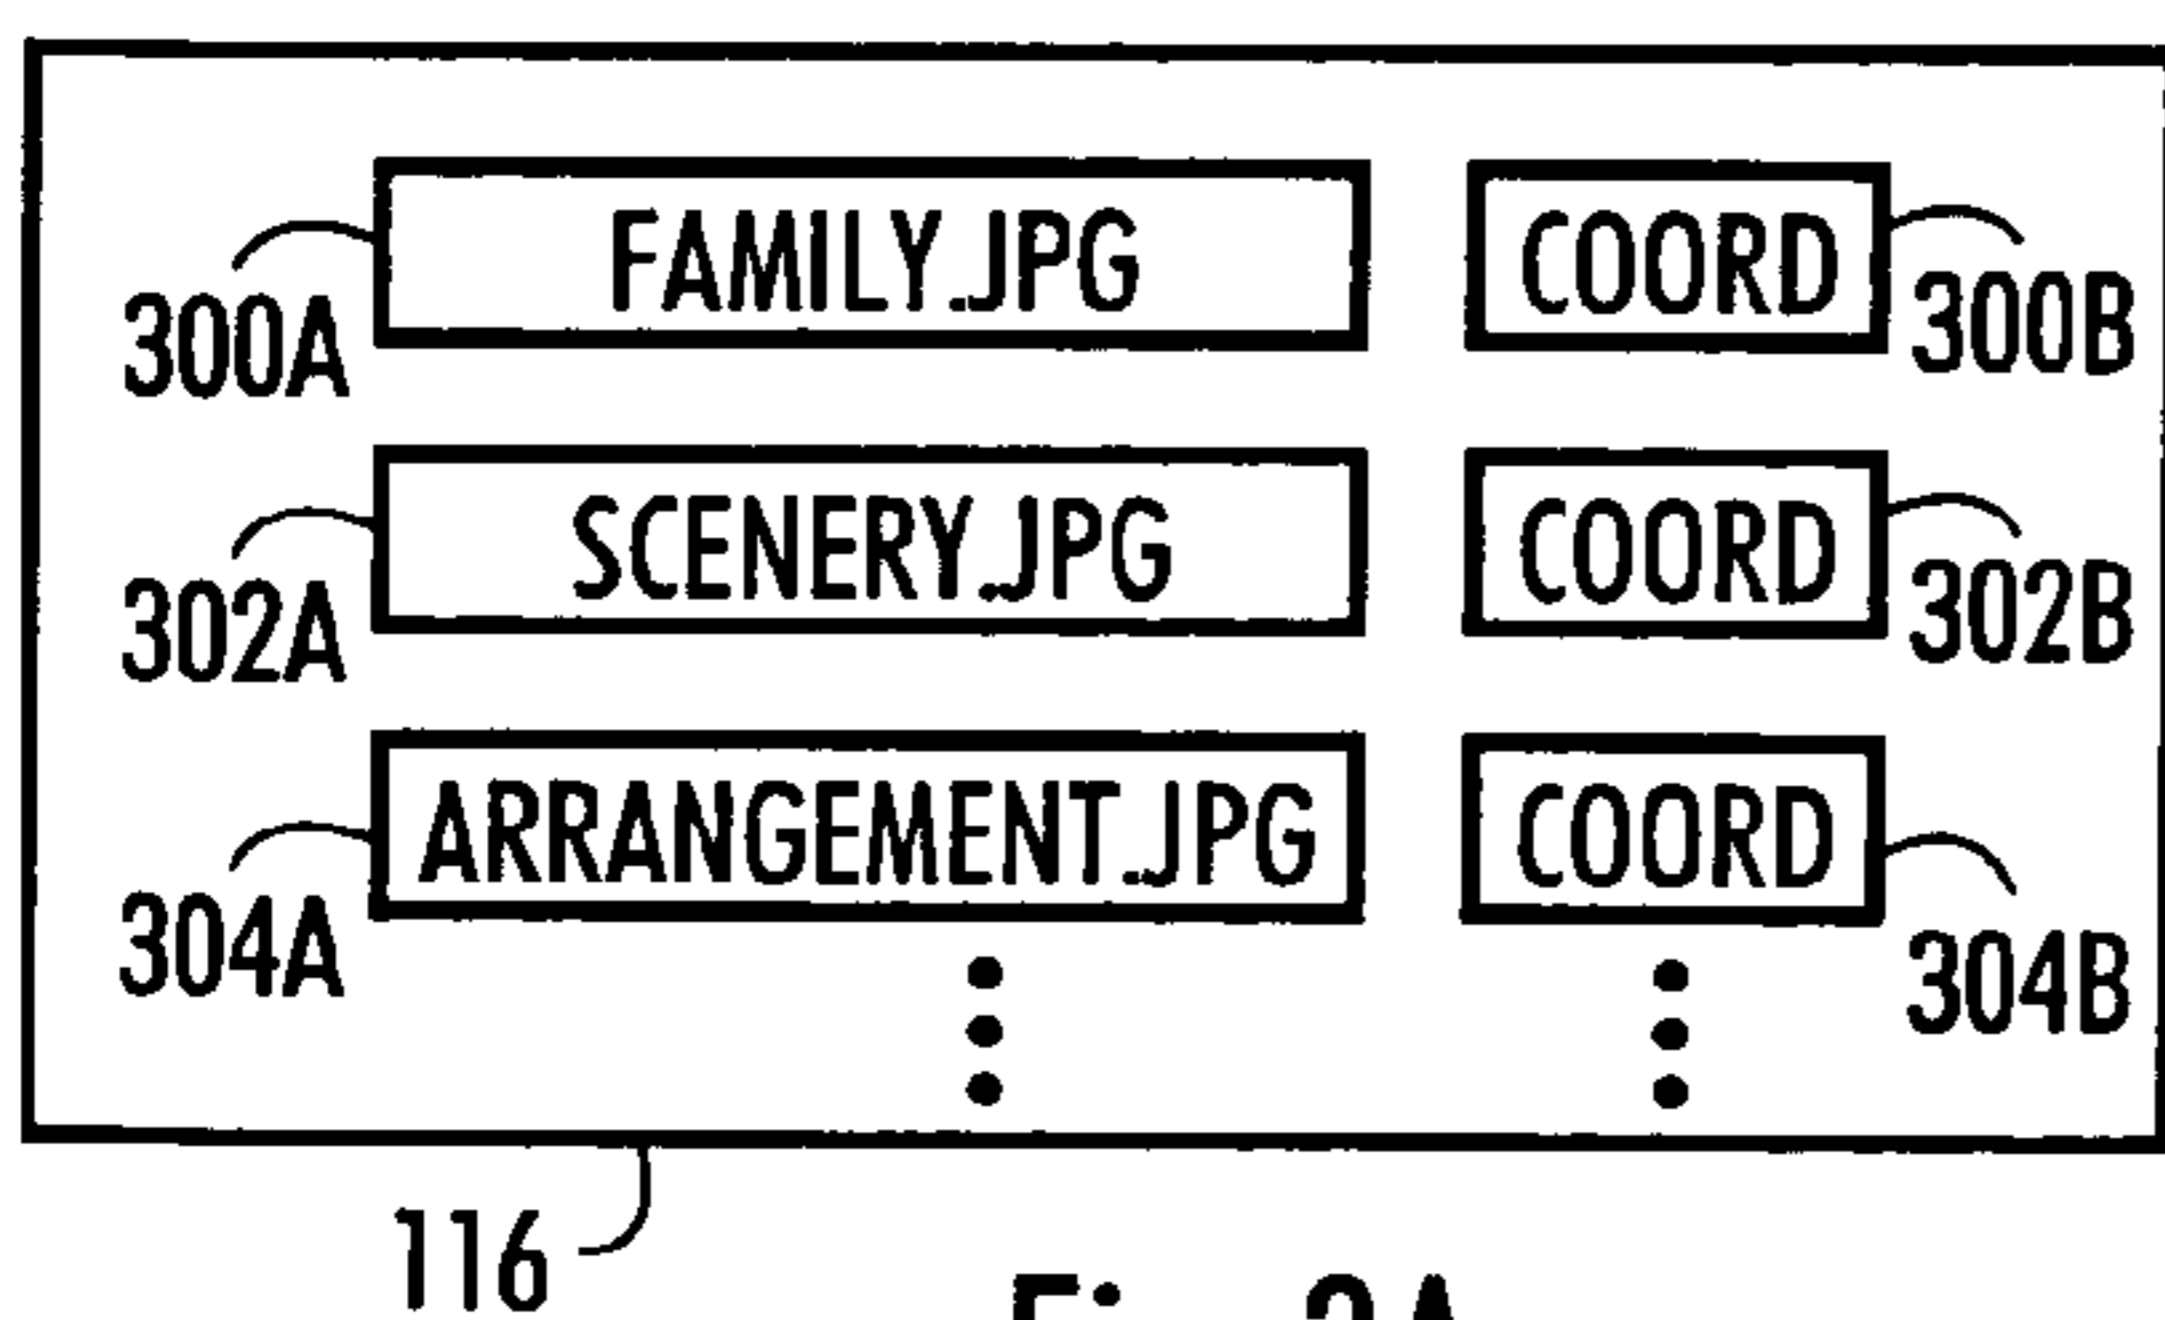 FAMILY.JPG COORD
300A 300B
SCENERY.JPG COORD
302A 302B
ARRANGEMENT.JPG COORD
304A 304B
116